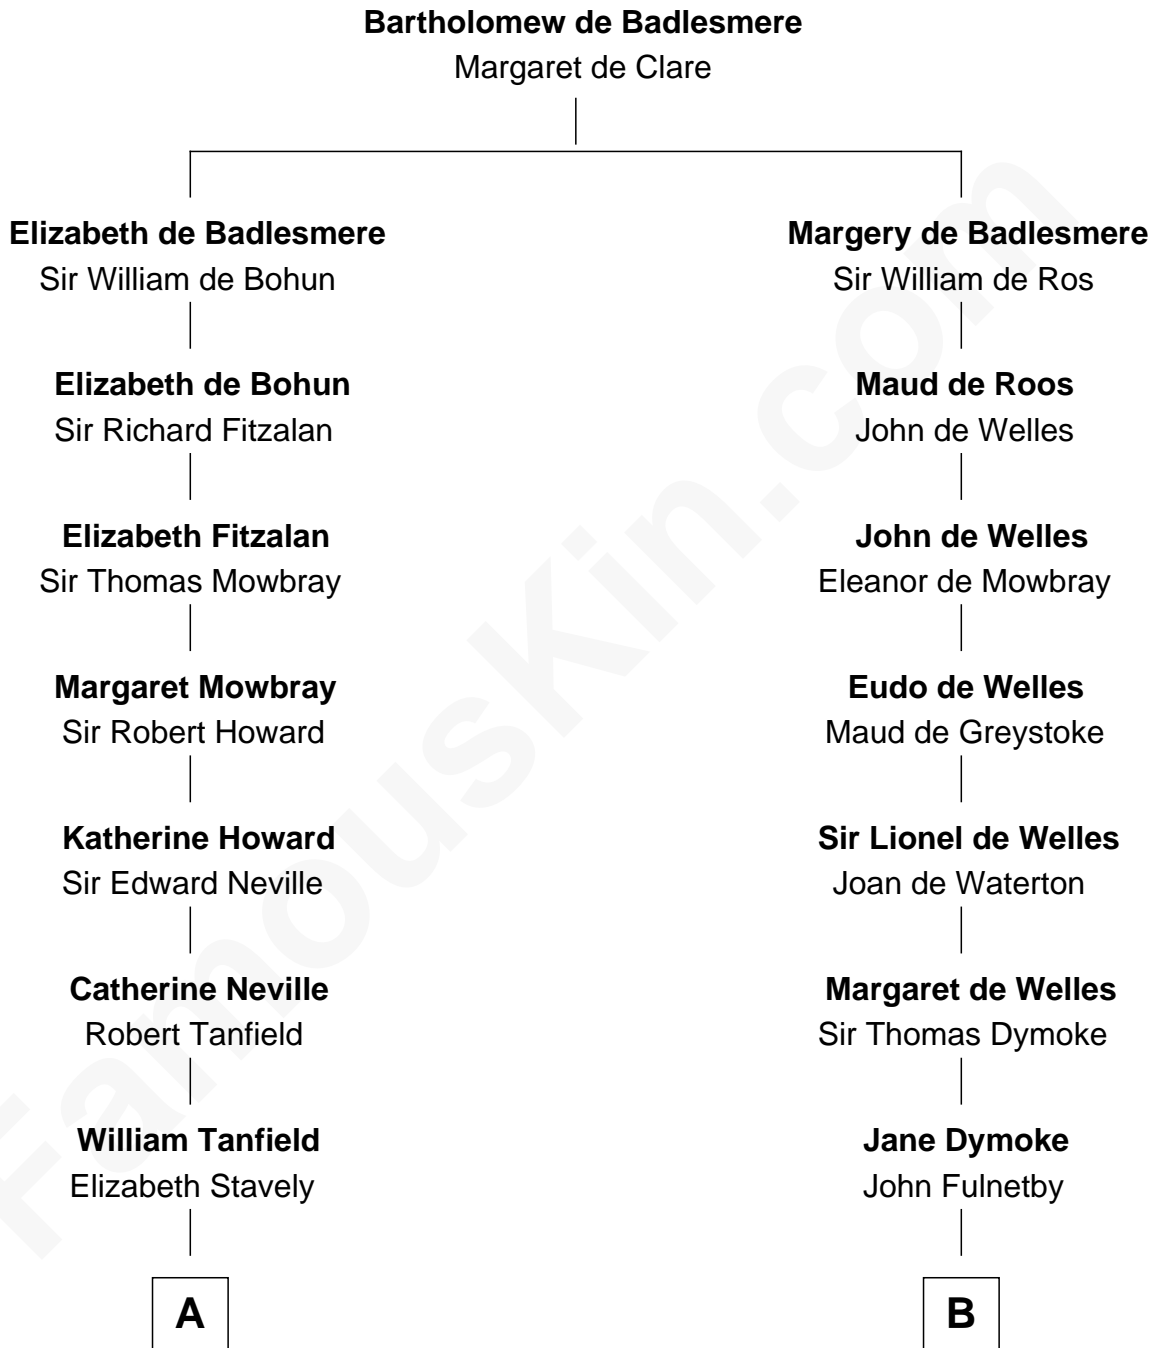 Bartholomew de Badlesmere
Margaret de Clare
Elizabeth de Badlesmere
Sir William de Bohun
Elizabeth de Bohun
Sir Richard Fitzalan
Elizabeth Fitzalan
Sir Thomas Mowbray
Margaret Mowbray
Sir Robert Howard
Katherine Howard
Sir Edward Neville
Catherine Neville
Robert Tanfield
William Tanfield
Elizabeth Stavely
A
Margery de Badlesmere
Sir William de Ros
Maud de Roos
John de Welles
John de Welles
Eleanor de Mowbray
Eudo de Welles
Maud de Greystoke
Sir Lionel de Welles
Joan de Waterton
Margaret de Welles
Sir Thomas Dymoke
Jane Dymoke
John Fulnetby
B
FamousKin.com